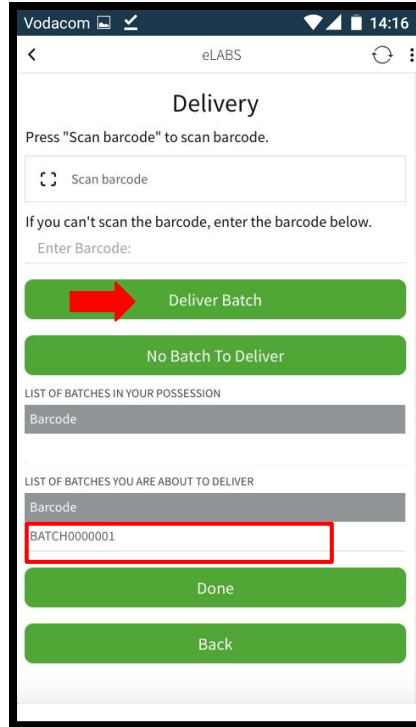 Vodacom 14:16
eLABS
Delivery
Press "Scan barcode" to scan barcode.
Scan barcode
If you can't scan the barcode, enter the barcode below.
Enter Barcode:
Deliver Batch
No Batch To Deliver
LIST OF BATCHES IN YOUR POSSESSION
Barcode
LIST OF BATCHES YOU ARE ABOUT TO DELIVER
Barcode
BATCH0000001
Done
Back